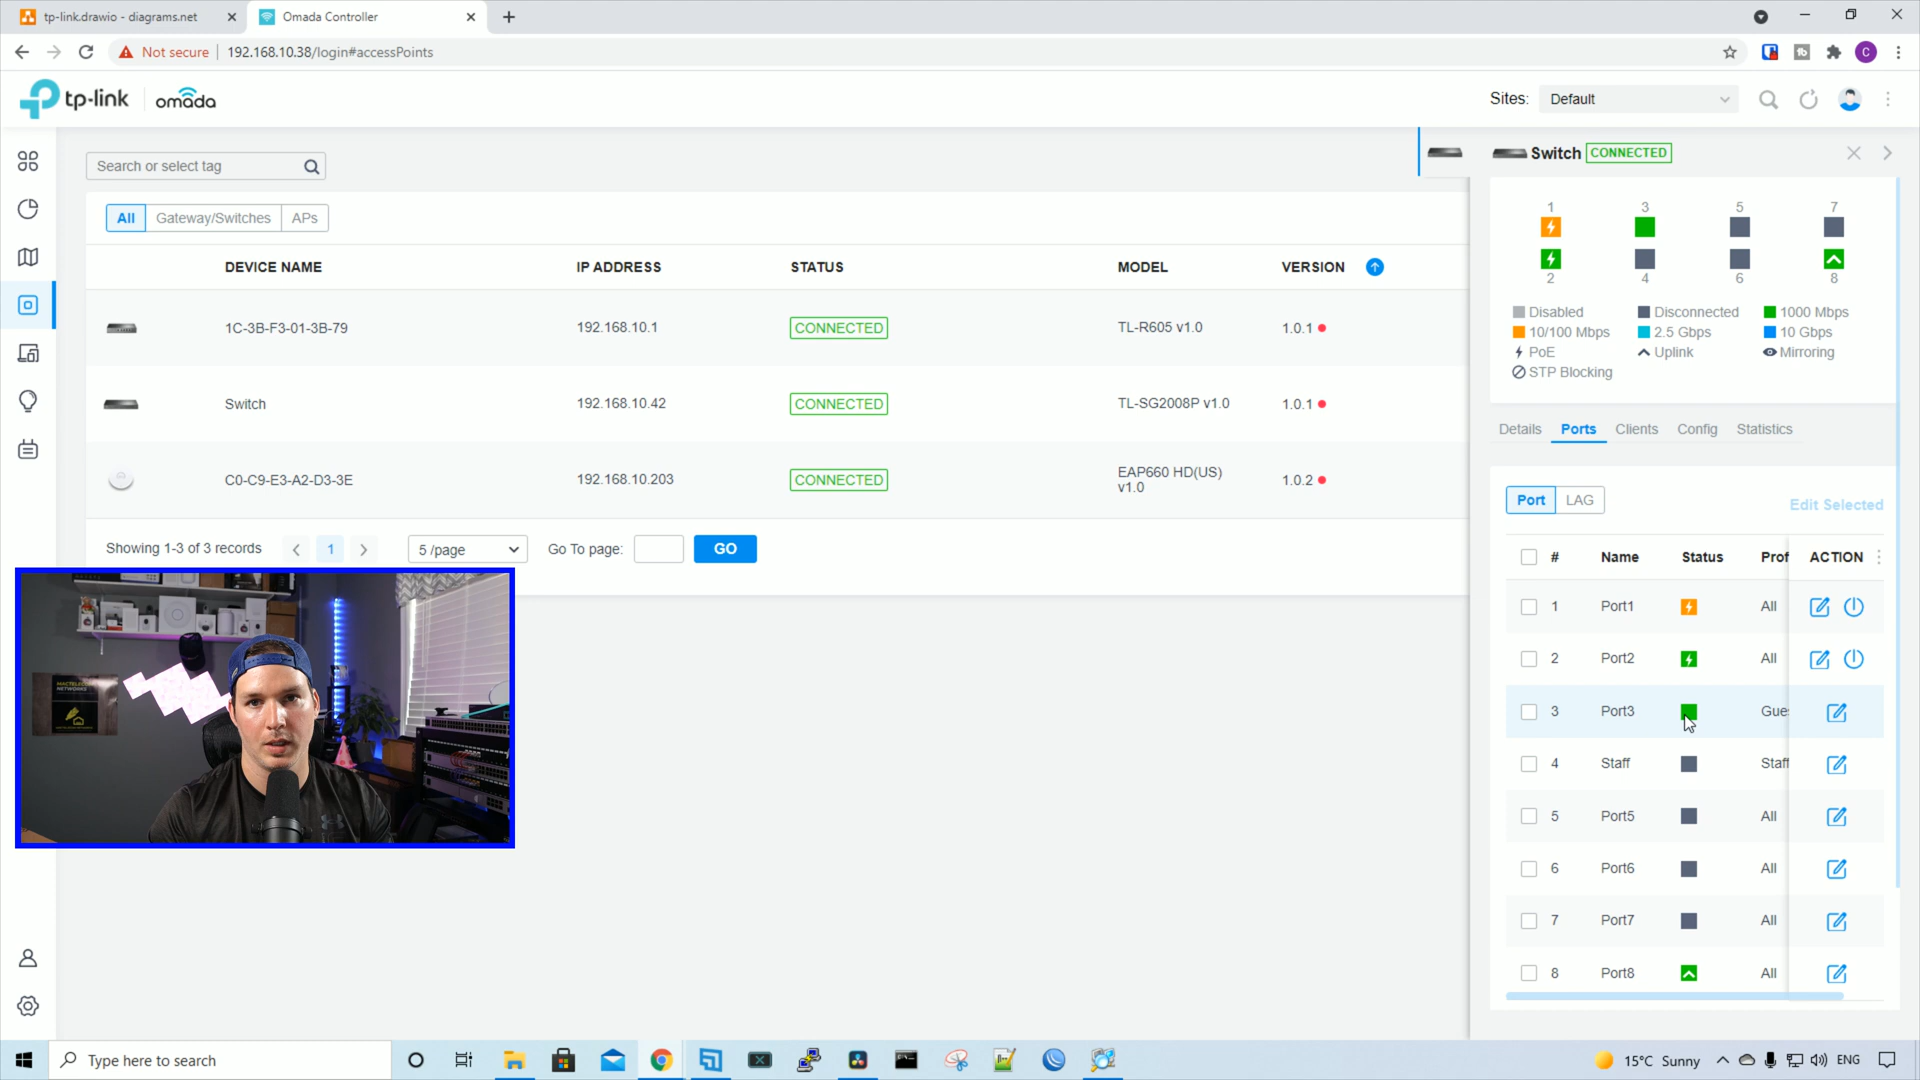 tp-link.drawio - diagrams.net
Omada Controller
Not secure
192.168.10.38/login#accessPoints
C
tp-link
omada
Sites:
Default
Search or select tag
All
Gateway/Switches
APs
DEVICE NAME
IP ADDRESS
STATUS
MODEL
VERSION
1C-3B-F3-01-3B-79
192.168.10.1
CONNECTED
TL-R605 v1.0
1.0.1
Switch
192.168.10.42
CONNECTED
TL-SG2008P v1.0
1.0.1
C0-C9-E3-A2-D3-3E
192.168.10.203
CONNECTED
EAP660 HD(US)
v1.0
1.0.2
Showing 1-3 of 3 records
1
5 /page
Go To page:
GO
MACTELECOM
NETWORKS
Switch
CONNECTED
1 3 5 7
2 4 6 8
Disabled
Disconnected
1000 Mbps
10/100 Mbps
2.5 Gbps
10 Gbps
PoE
Uplink
Mirroring
STP Blocking
Details
Ports
Clients
Config
Statistics
Port
LAG
Edit Selected
# Name Status Prof ACTION
1 Port1 All
2 Port2 All
3 Port3 Gue
4 Staff Staff
5 Port5 All
6 Port6 All
7 Port7 All
8 Port8 All
Type here to search
15°C Sunny
ENG